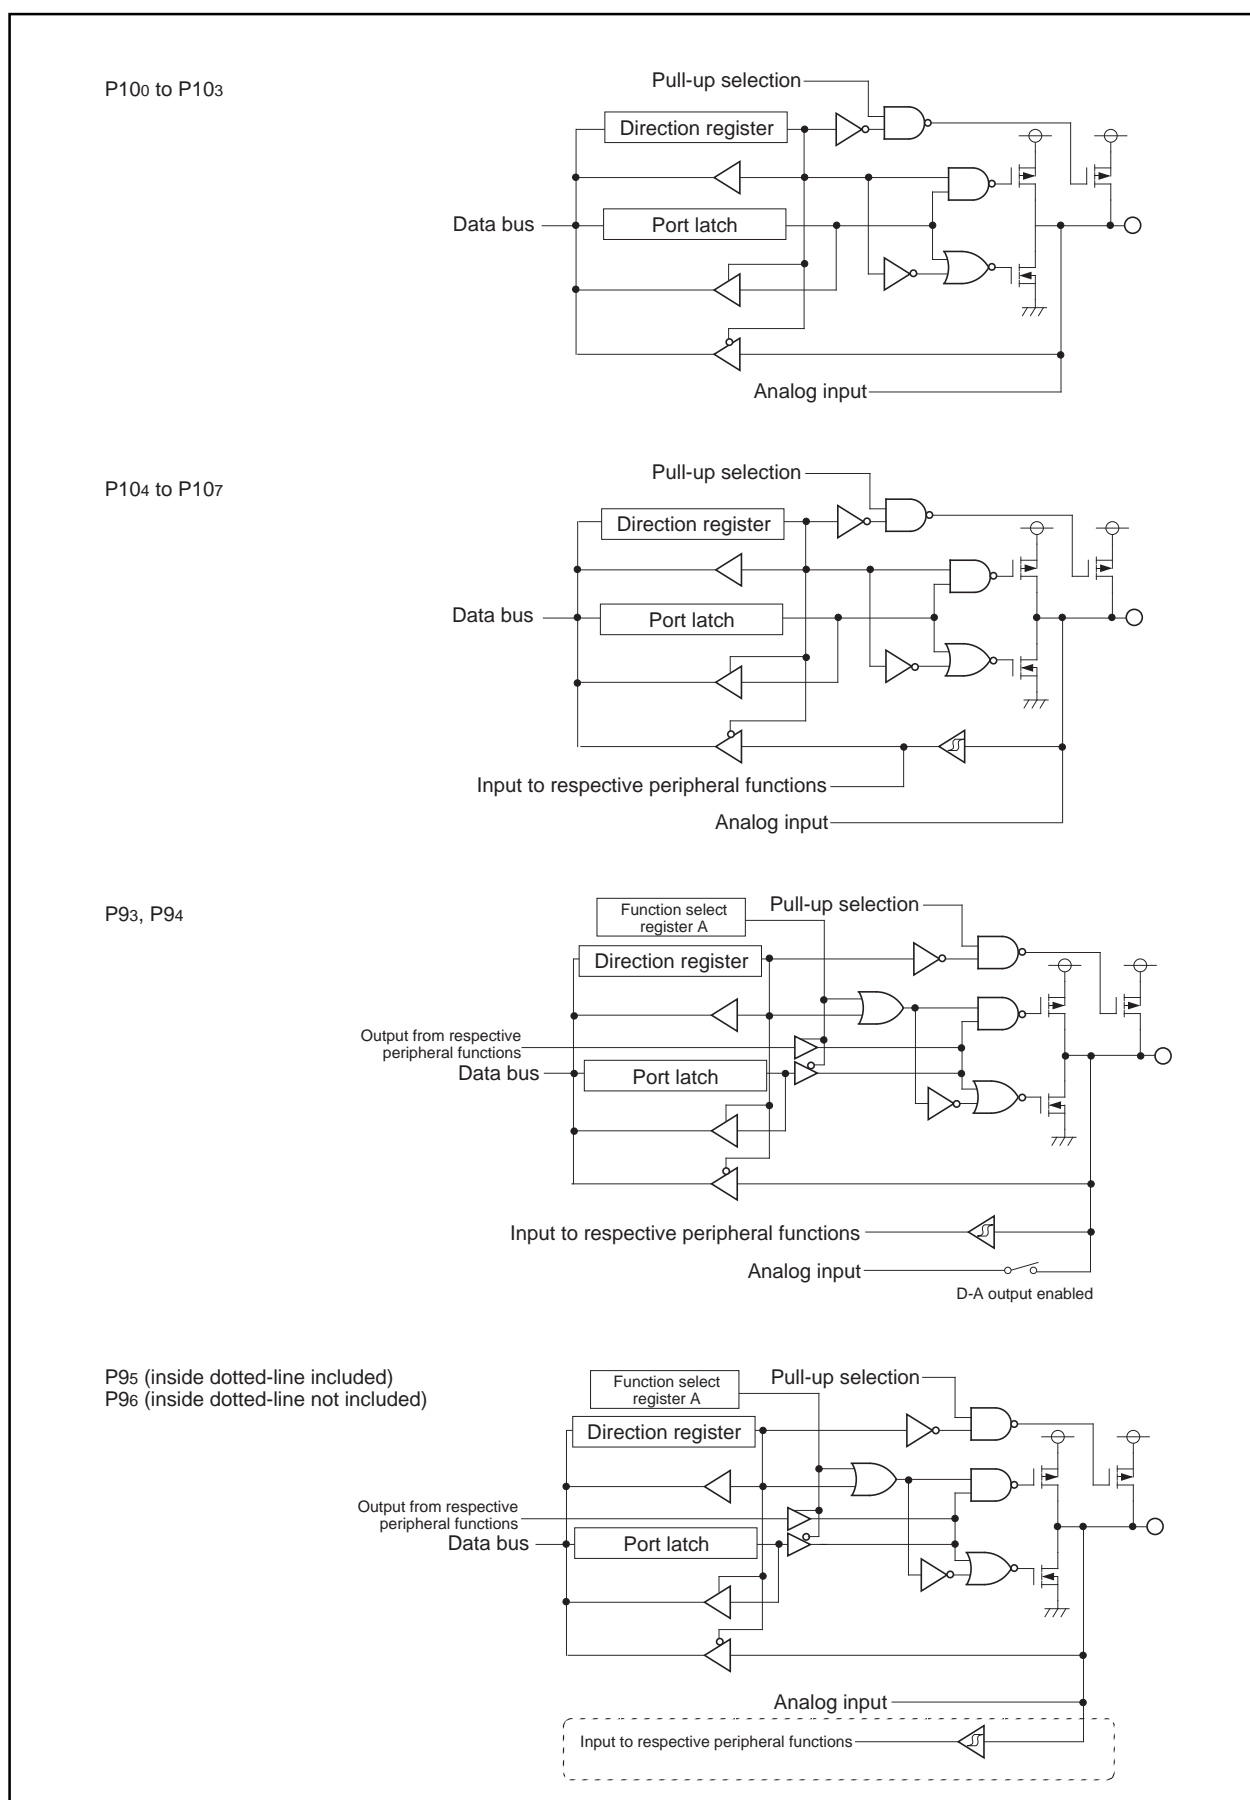 P100 to P103
Pull-up selection
Direction register
Data bus
Port latch
Analog input
P104 to P107
Pull-up selection
Direction register
Data bus
Port latch
Input to respective peripheral functions
Analog input
P93, P94
Function select
register A
Pull-up selection
Direction register
Output from respective
peripheral functions
Data bus
Port latch
Input to respective peripheral functions
Analog input
D-A output enabled
P95 (inside dotted-line included)
P96 (inside dotted-line not included)
Function select
register A
Pull-up selection
Direction register
Output from respective
peripheral functions
Data bus
Port latch
Analog input
Input to respective peripheral functions